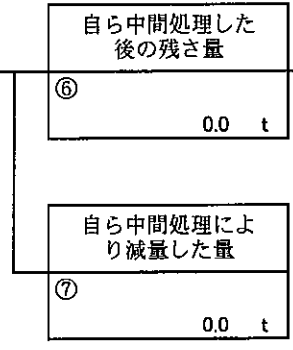 自ら中間処理した
後の残さ量
⑥
0.0 t
自ら中間処理によ
り減量した量
⑦
0.0 t